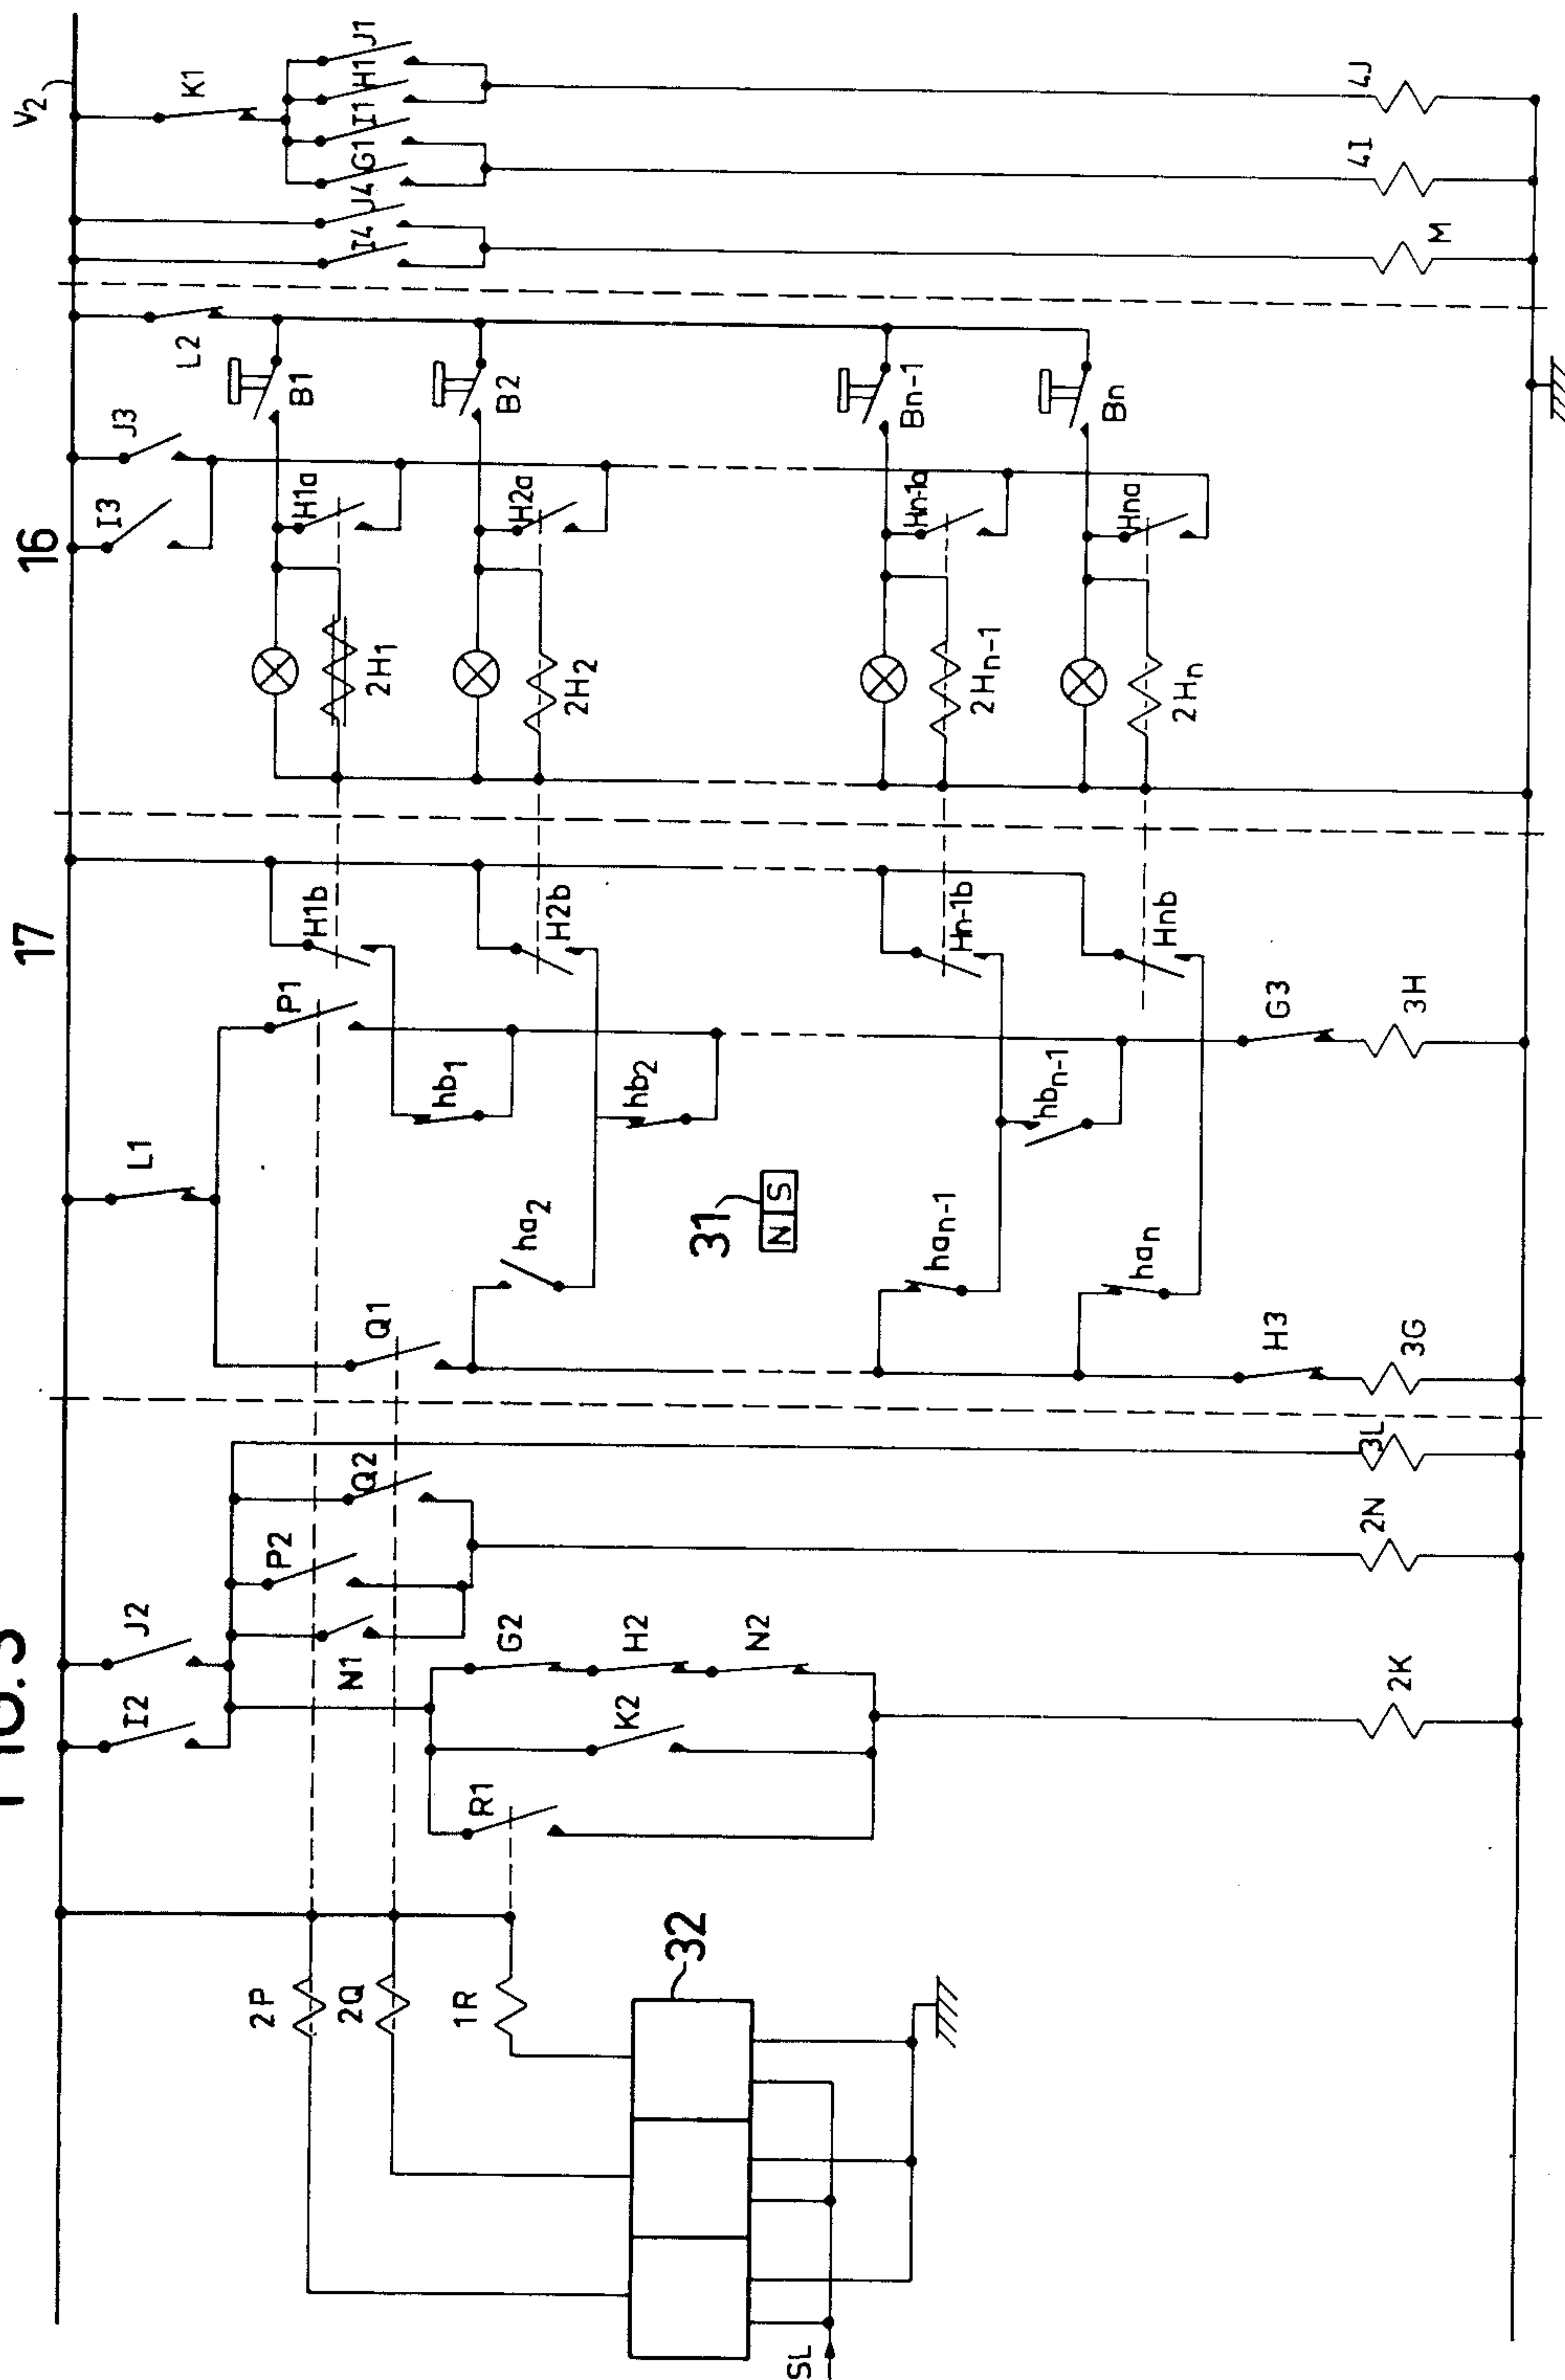 FIG. 3
17
16
V2
J2
I2
L1
J3
I3
L2
K1
P2
Q2
N1
P1
Q1
H1b
H1a
B1
I4
J4
G1
I1
H1
J1
2P
2Q
1R
R1
K2
G2
H2
N2
hb1
ha2
H2b
H2a
B2
2H1
2H2
hb2
32
31
N S
SL
han-1
hbn-1
Hn-1b
Hn-1a
Bn-1
2Hn-1
han
Hnb
Hna
Bn
2Hn
H3
G3
2K
2N
3L
3G
3H
M
4I
4J